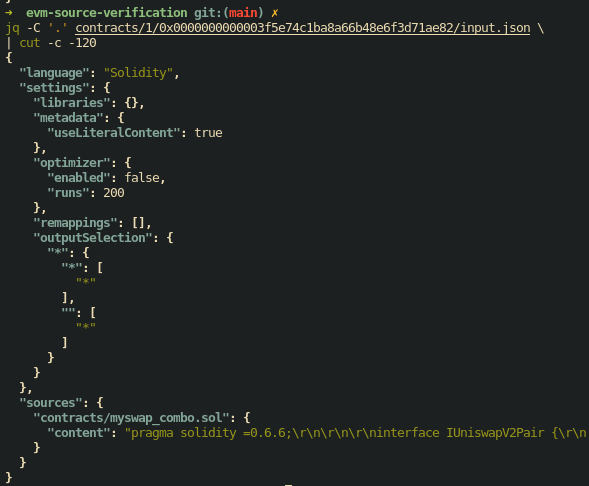 ➜  evm-source-verification git:(main) ✗
jq -C '.' contracts/1/0x0000000000003f5e74c1ba8a66b48e6f3d71ae82/input.json \
| cut -c -120
{
  "language": "Solidity",
  "settings": {
    "libraries": {},
    "metadata": {
      "useLiteralContent": true
    },
    "optimizer": {
      "enabled": false,
      "runs": 200
    },
    "remappings": [],
    "outputSelection": {
      "*": {
        "*": [
          "*"
        ],
        "": [
          "*"
        ]
      }
    }
  },
  "sources": {
    "contracts/myswap_combo.sol": {
      "content": "pragma solidity =0.6.6;\r\n\r\n\r\n\r\ninterface IUniswapV2Pair {\r\n
    }
  }
}